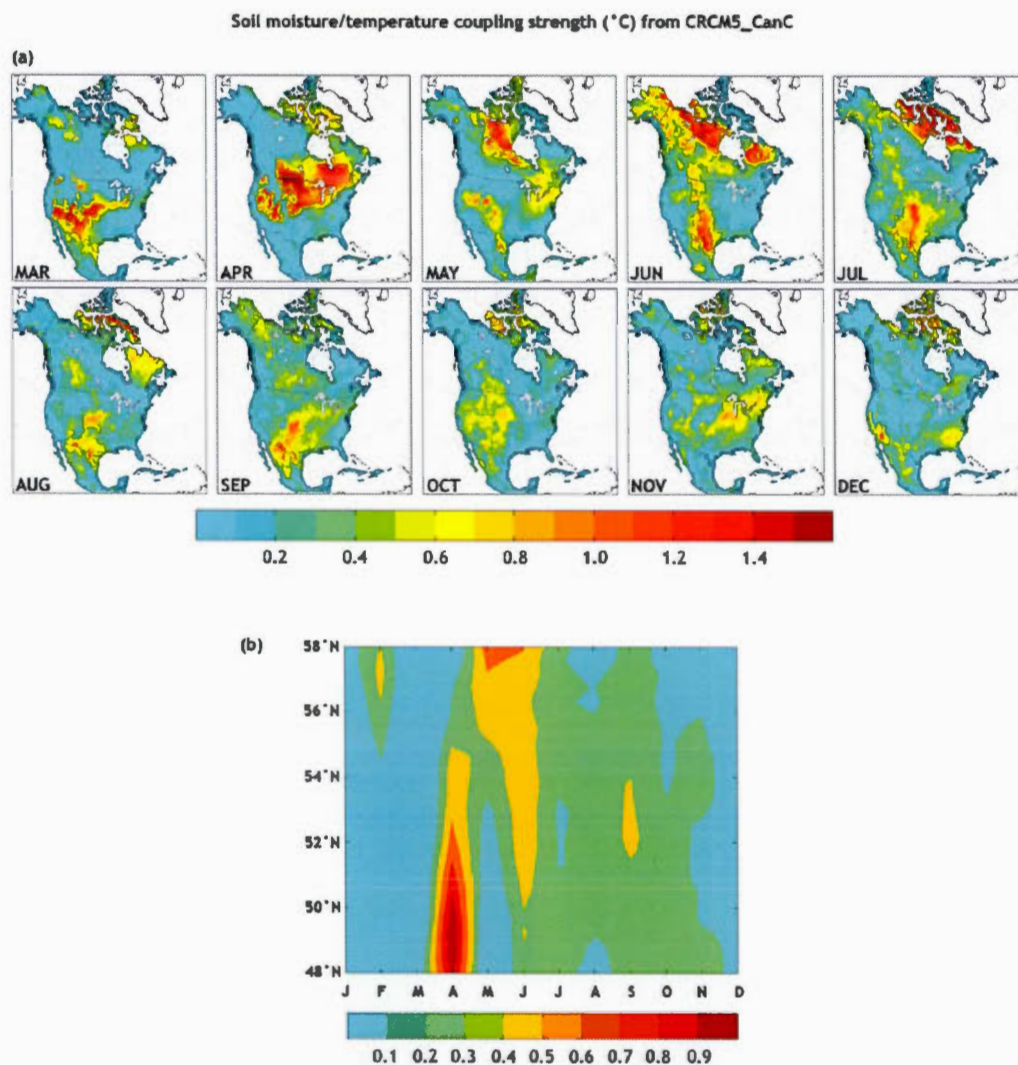 Soil moisture/temperature coupling strength (°C) from CRCM5_CanC
(a)
MAR APR MAY JUN JUL
AUG SEP OCT NOV DEC
0.2 0.4 0.6 0.8 1.0 1.2 1.4
(b)
58°N
56°N
54°N
52°N
50°N
48°N
J F M A M J J A S O N D
0.1 0.2 0.3 0.4 0.5 0.6 0.7 0.8 0.9